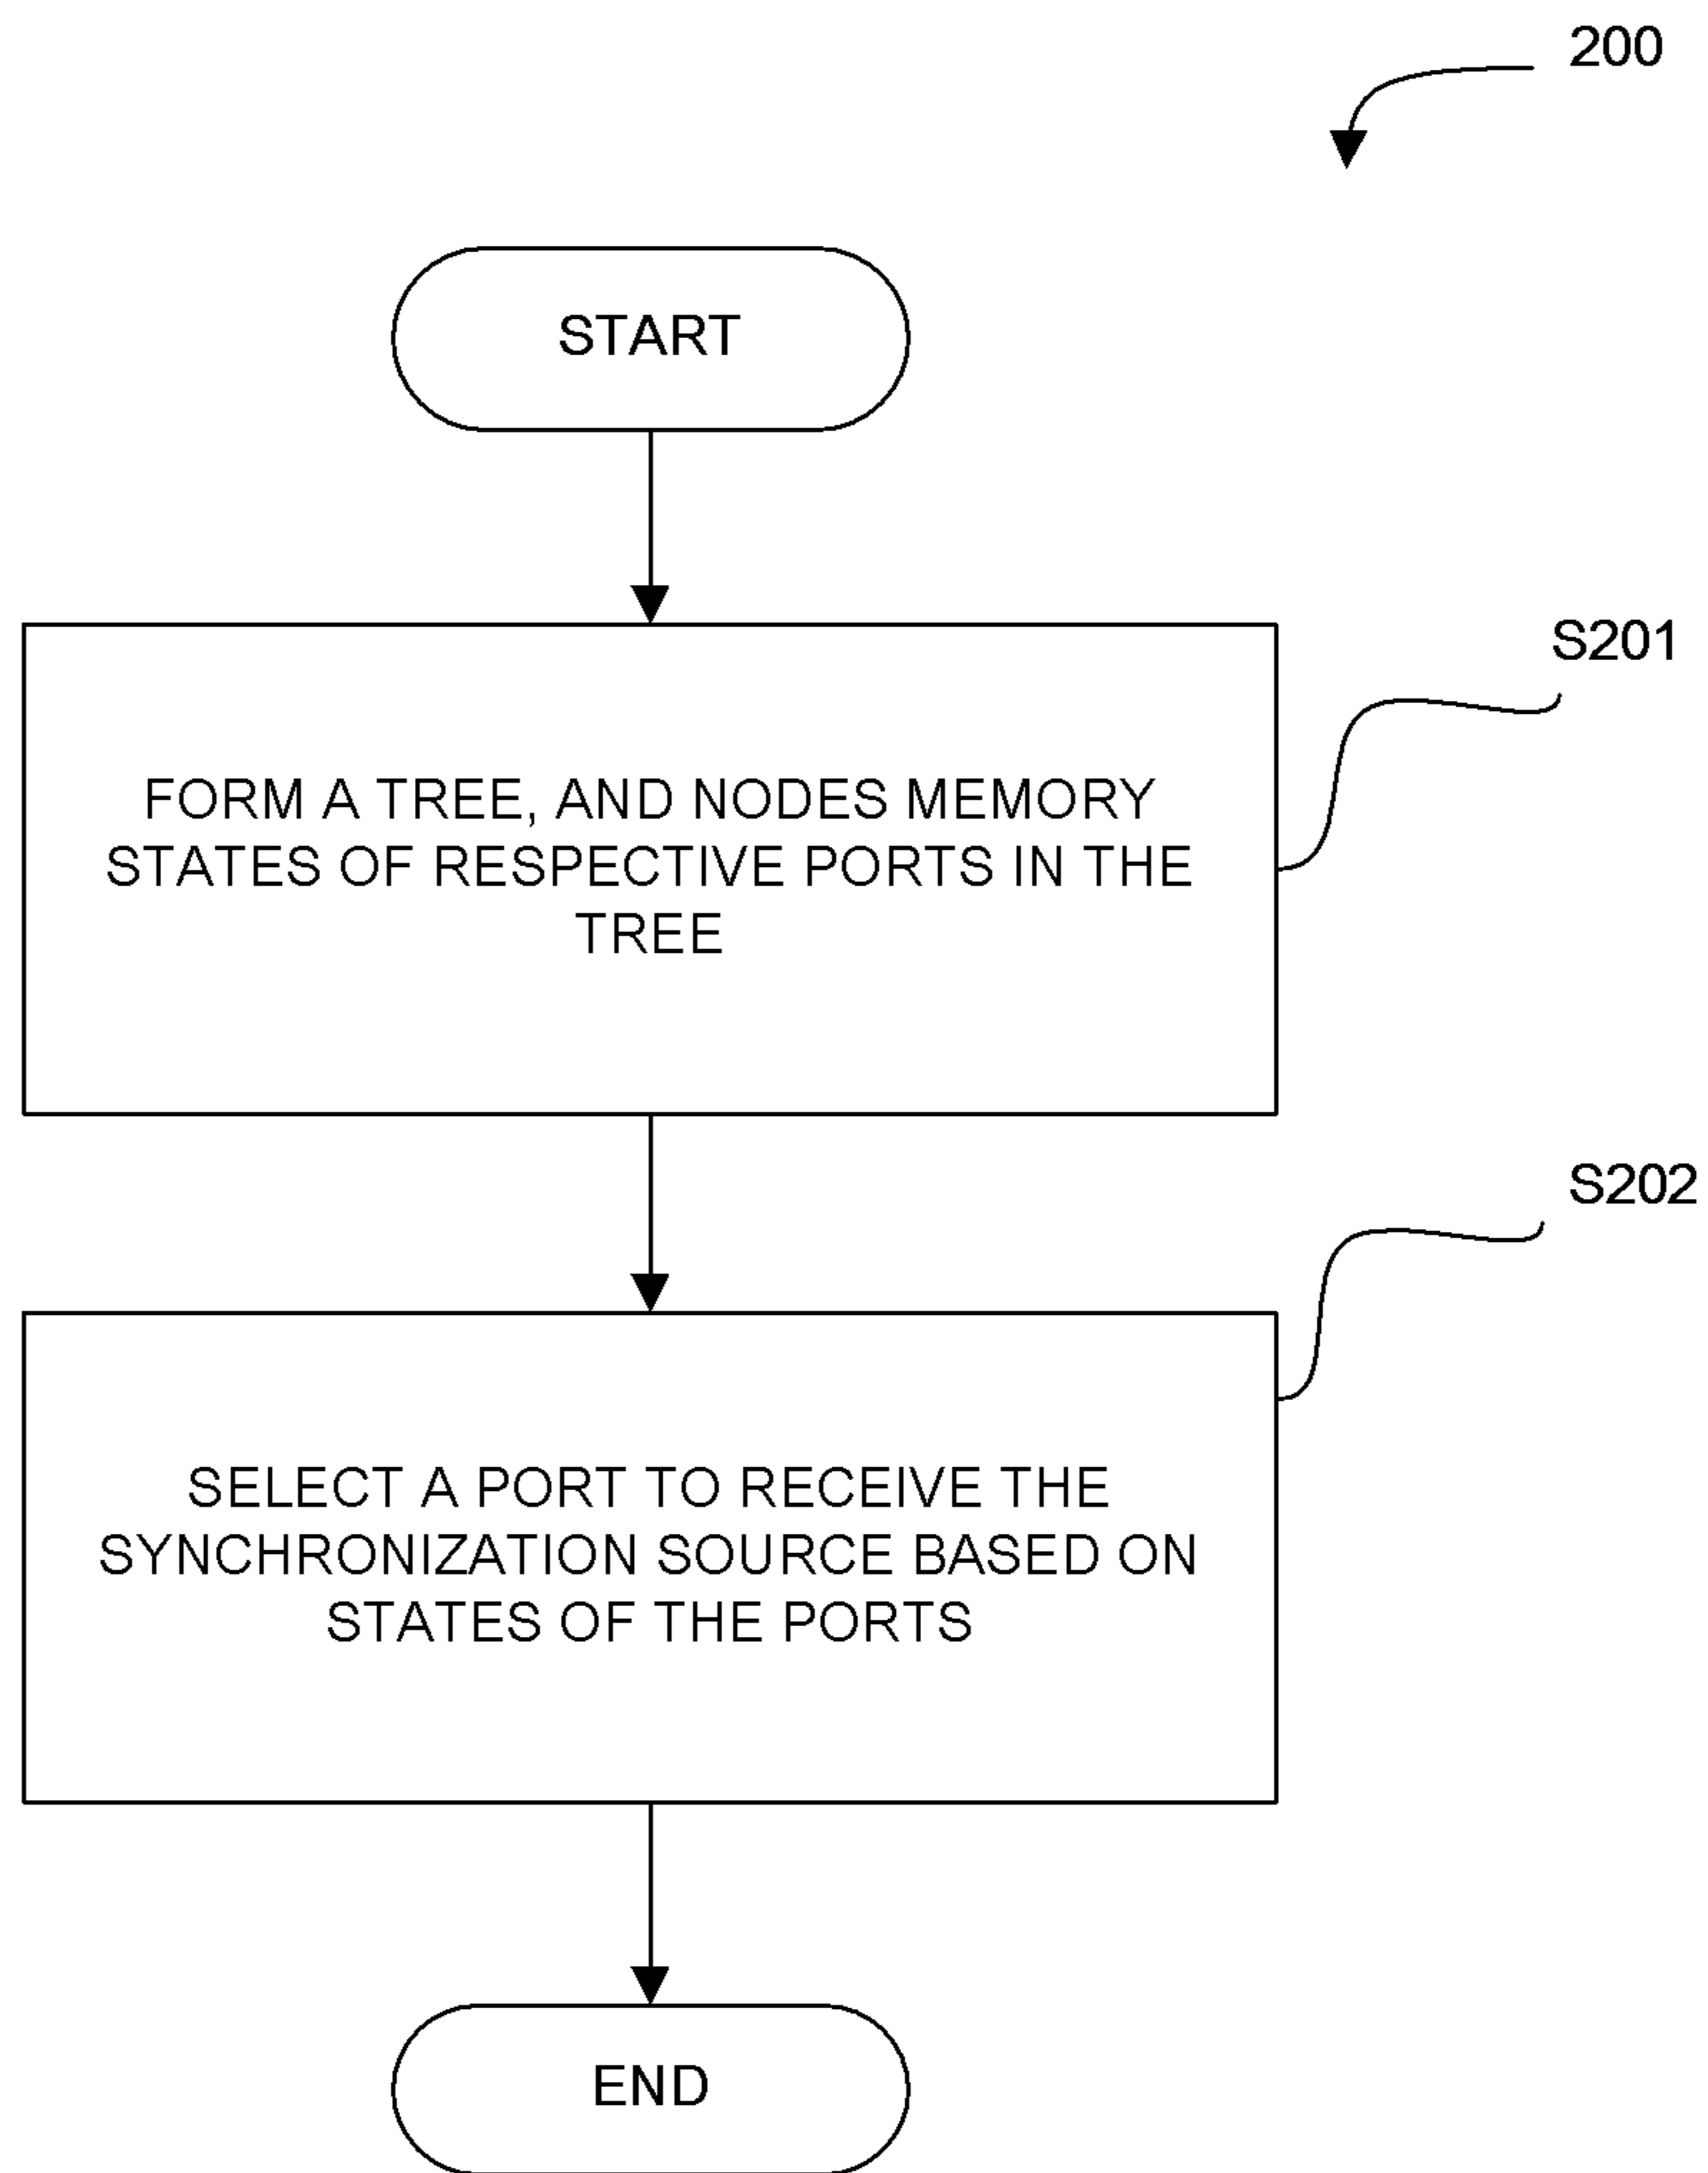 200
START
S201
FORM A TREE, AND NODES MEMORY
STATES OF RESPECTIVE PORTS IN THE
TREE
S202
SELECT A PORT TO RECEIVE THE
SYNCHRONIZATION SOURCE BASED ON
STATES OF THE PORTS
END